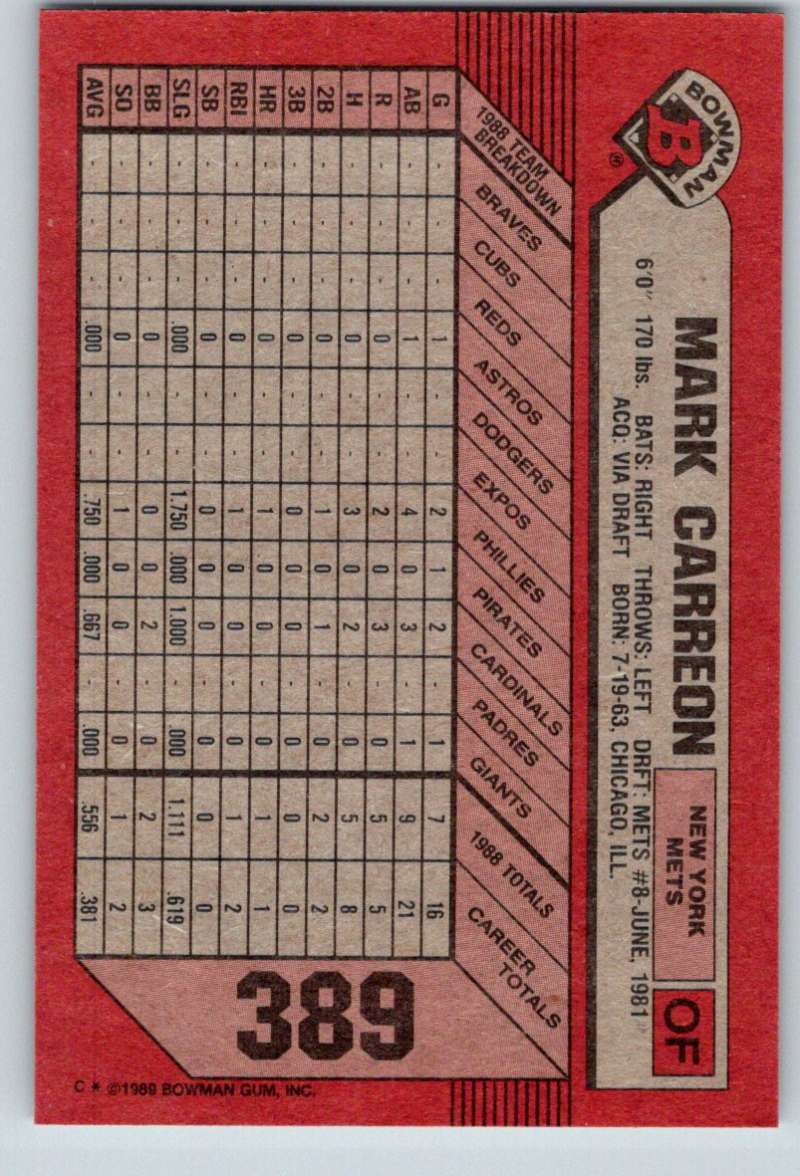 BOWMAN
B
®
MARK CARREON
NEW YORK
METS
OF
6'0" 170 lbs. BATS: RIGHT THROWS: LEFT DRFT: METS #8-JUNE, 1981
ACQ: VIA DRAFT BORN: 7-19-63, CHICAGO, ILL.
1988 TEAM
BREAKDOWN
BRAVES
CUBS
REDS
ASTROS
DODGERS
EXPOS
PHILLIES
PIRATES
CARDINALS
PADRES
GIANTS
1988 TOTALS
CAREER
TOTALS
G - - - 1 - - 2 1 2 - 1 7 16
AB - - - 1 - - 4 0 3 - 1 9 21
R - - - 0 - - 2 0 3 - 0 5 5
H - - - 0 - - 3 0 2 - 0 5 8
2B - - - 0 - - 1 0 1 - 0 2 2
3B - - - 0 - - 0 0 0 - 0 0 0
HR - - - 0 - - 1 0 0 - 0 1 1
RBI - - - 0 - - 1 0 0 - 0 1 2
SB - - - 0 - - 0 0 0 - 0 0 0
SLG - - - .000 - - 1.750 .000 1.000 - .000 1.111 .619
BB - - - 0 - - 0 0 2 - 0 2 3
SO - - - 0 - - 1 0 0 - 0 1 2
AVG - - - .000 - - .750 .000 .667 - .000 .556 .381
389
C * ©1989 BOWMAN GUM, INC.